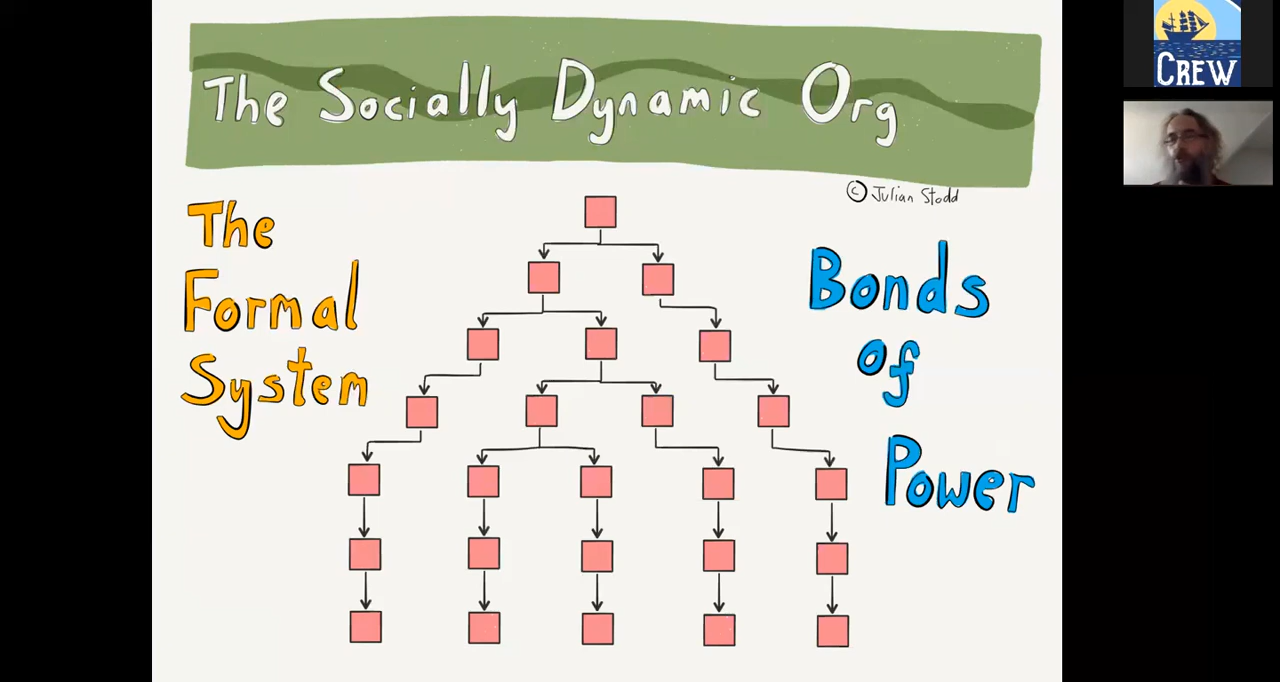 The Socially Dynamic Org
© Julian Stodd
The
Formal
System
Bonds
of
Power
CREW